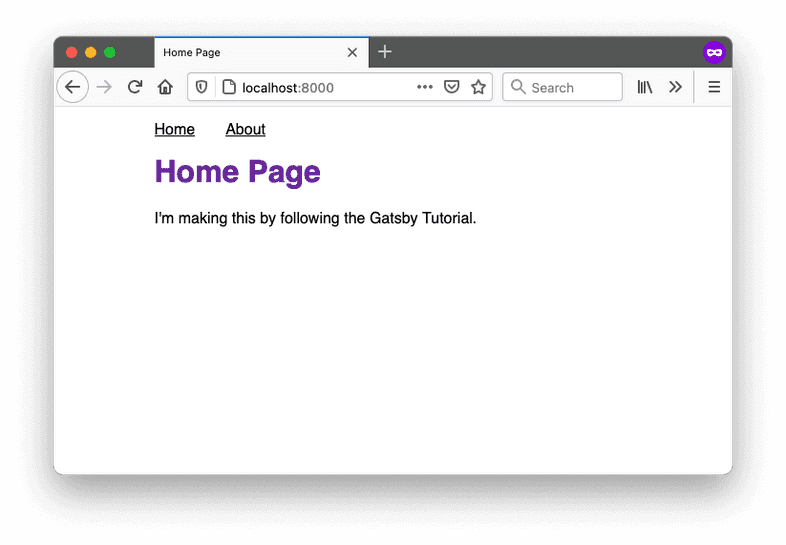 Home Page
localhost:8000
Search
Home About
Home Page
I'm making this by following the Gatsby Tutorial.